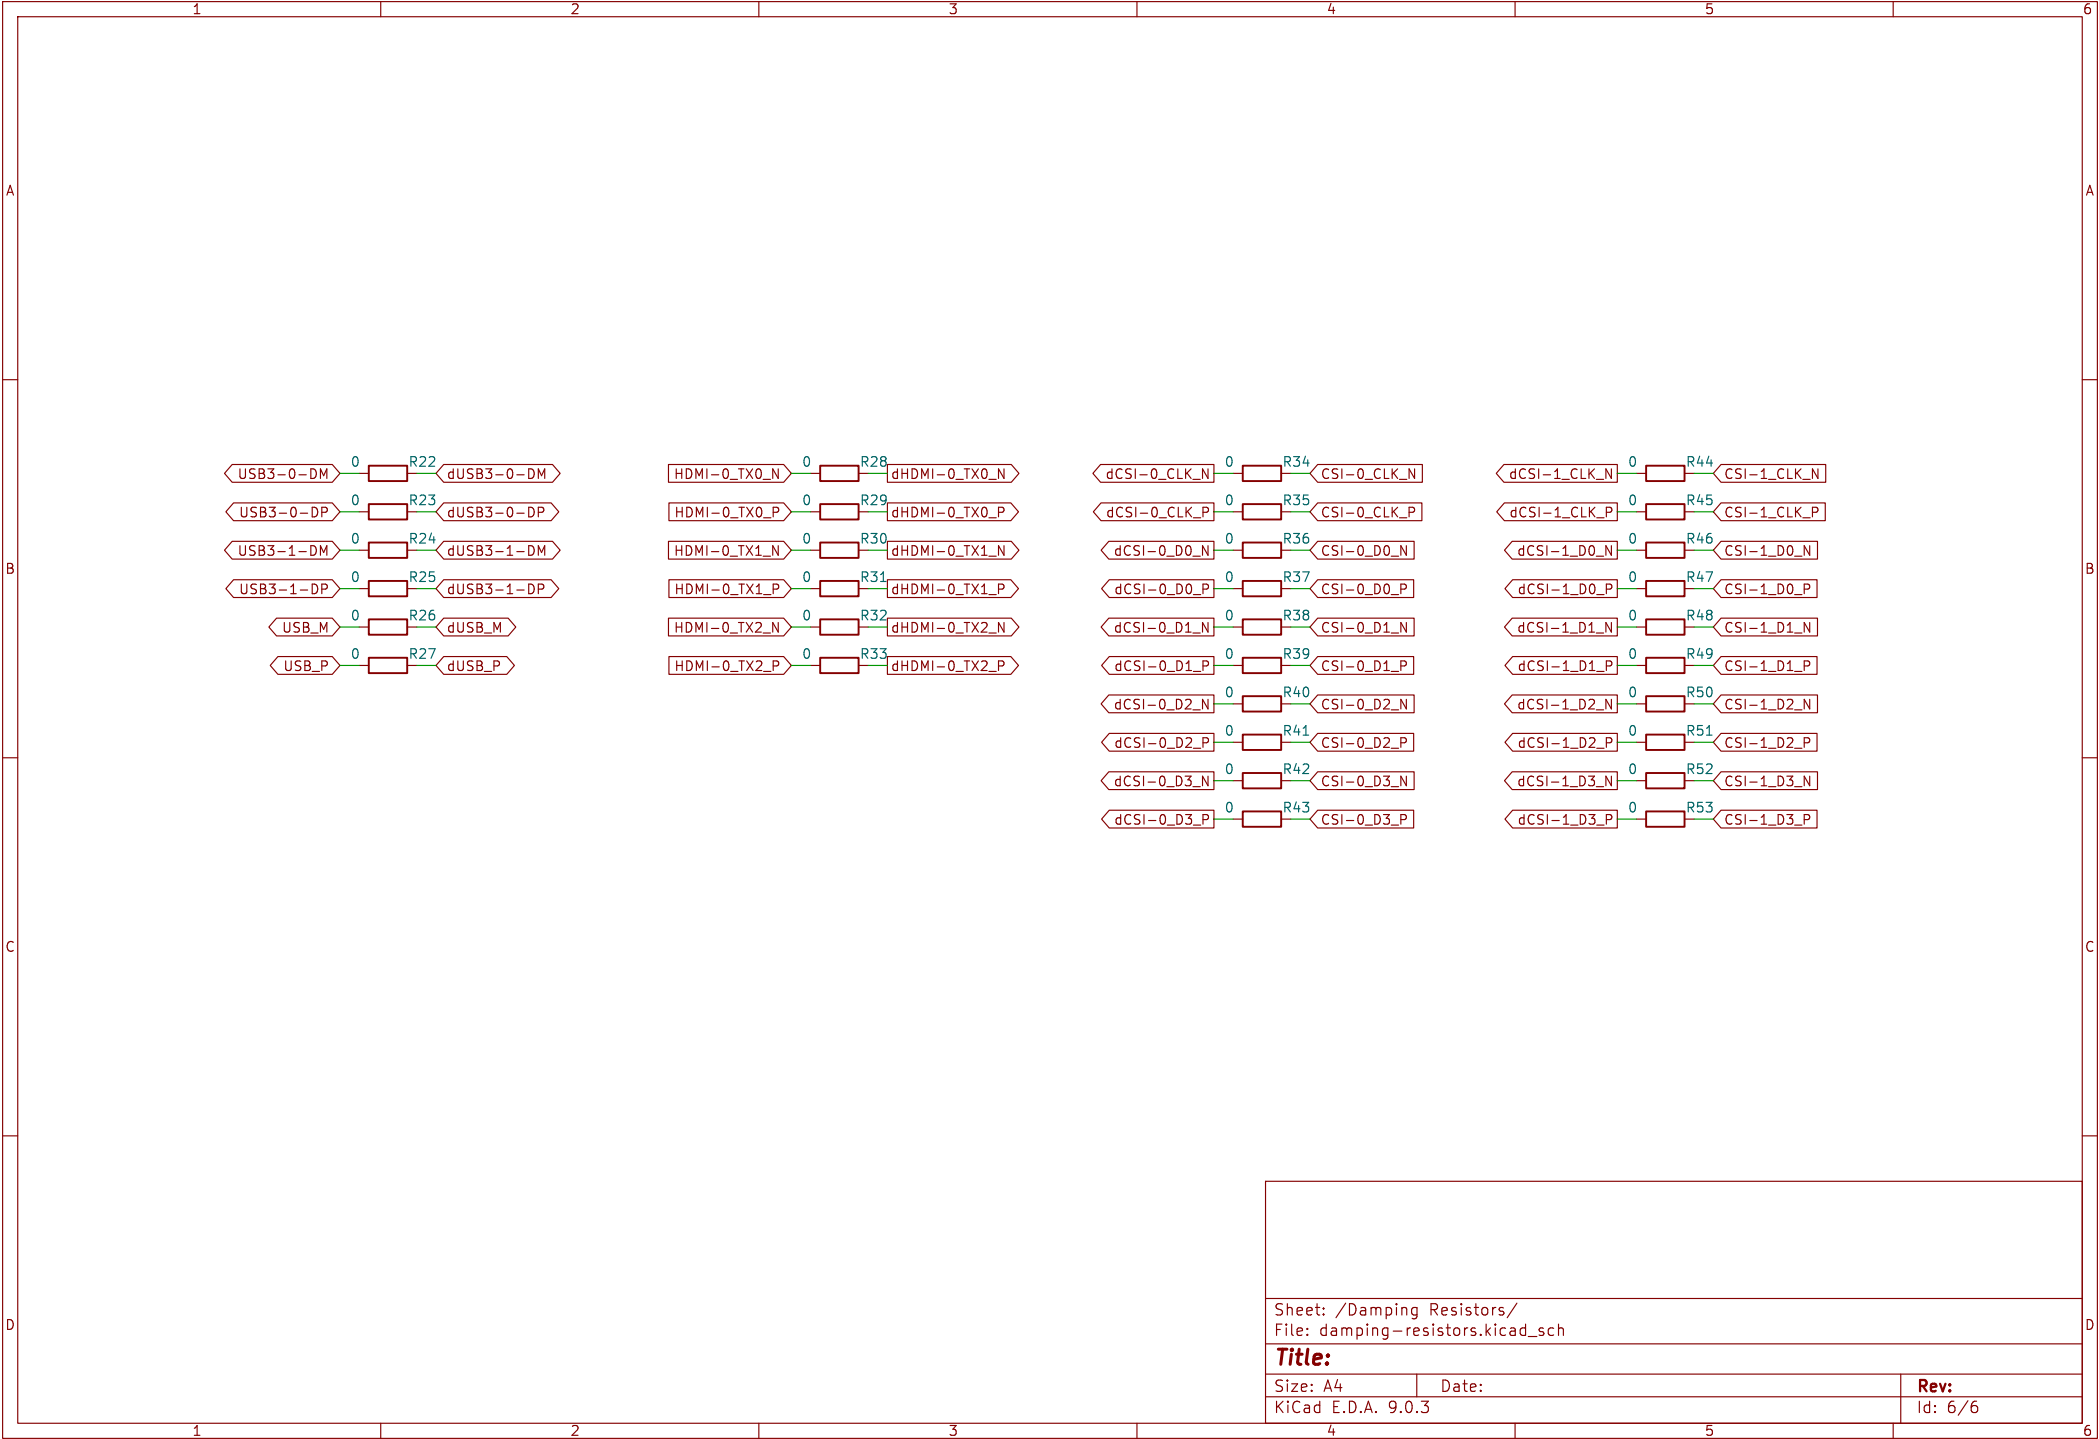 1 2 3 4 5 6
A A
0 R22 0 R28 0 R34 0 R44
USB3-0-DM dUSB3-0-DM HDMI-0_TX0_N dHDMI-0_TX0_N dCSI-0_CLK_N CSI-0_CLK_N dCSI-1_CLK_N CSI-1_CLK_N
0 R23 0 R29 0 R35 0 R45
USB3-0-DP dUSB3-0-DP HDMI-0_TX0_P dHDMI-0_TX0_P dCSI-0_CLK_P CSI-0_CLK_P dCSI-1_CLK_P CSI-1_CLK_P
0 R24 0 R30 0 R36 0 R46
USB3-1-DM dUSB3-1-DM HDMI-0_TX1_N dHDMI-0_TX1_N dCSI-0_D0_N CSI-0_D0_N dCSI-1_D0_N CSI-1_D0_N
B B
0 R25 0 R31 0 R37 0 R47
USB3-1-DP dUSB3-1-DP HDMI-0_TX1_P dHDMI-0_TX1_P dCSI-0_D0_P CSI-0_D0_P dCSI-1_D0_P CSI-1_D0_P
0 R26 0 R32 0 R38 0 R48
USB_M dUSB_M HDMI-0_TX2_N dHDMI-0_TX2_N dCSI-0_D1_N CSI-0_D1_N dCSI-1_D1_N CSI-1_D1_N
0 R27 0 R33 0 R39 0 R49
USB_P dUSB_P HDMI-0_TX2_P dHDMI-0_TX2_P dCSI-0_D1_P CSI-0_D1_P dCSI-1_D1_P CSI-1_D1_P
0 R40 0 R50
dCSI-0_D2_N CSI-0_D2_N dCSI-1_D2_N CSI-1_D2_N
0 R41 0 R51
dCSI-0_D2_P CSI-0_D2_P dCSI-1_D2_P CSI-1_D2_P
0 R42 0 R52
dCSI-0_D3_N CSI-0_D3_N dCSI-1_D3_N CSI-1_D3_N
0 R43 0 R53
dCSI-0_D3_P CSI-0_D3_P dCSI-1_D3_P CSI-1_D3_P
C C
Sheet: /Damping Resistors/
D D
File: damping-resistors.kicad_sch
Title:
Size: A4 Date: Rev:
KiCad E.D.A. 9.0.3 Id: 6/6
1 2 3 4 5 6